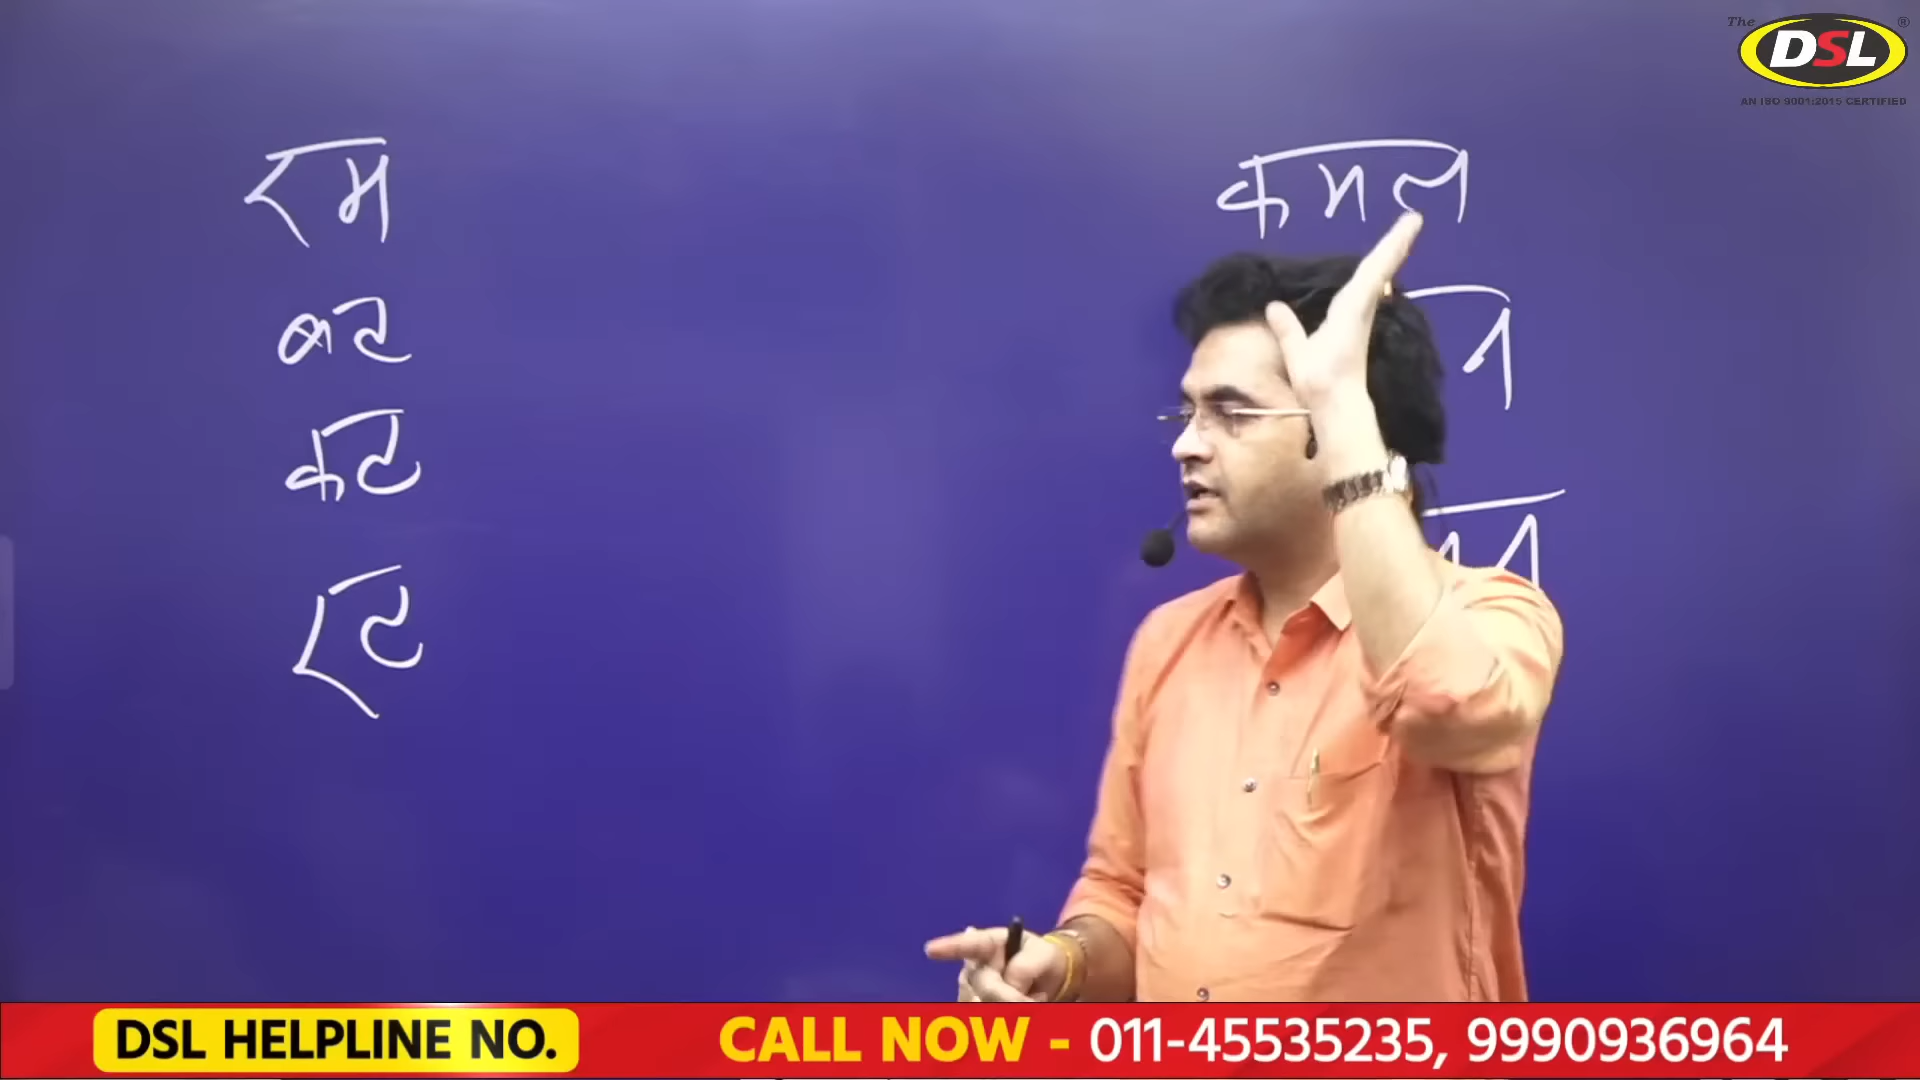 The DSL ®
AN ISO 9001:2015 CERTIFIED
रम
कमल
कट
रट
DSL HELPLINE NO. CALL NOW - 011-45535235, 9990936964